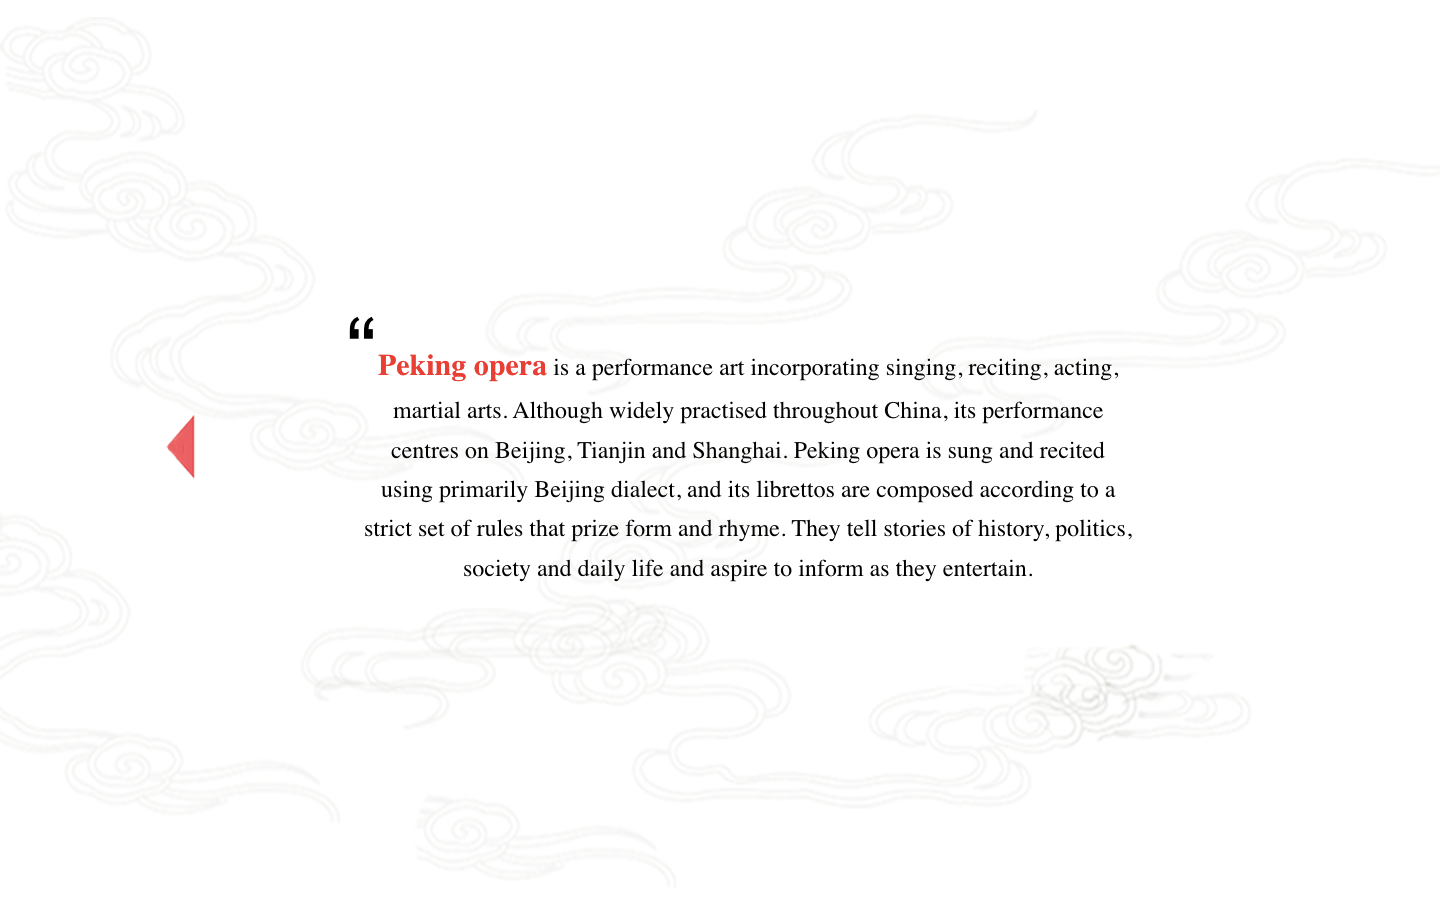 “
Peking opera is a performance art incorporating singing, reciting, acting,
martial arts. Although widely practised throughout China, its performance
centres on Beijing, Tianjin and Shanghai. Peking opera is sung and recited
using primarily Beijing dialect, and its librettos are composed according to a
strict set of rules that prize form and rhyme. They tell stories of history, politics,
society and daily life and aspire to inform as they entertain.